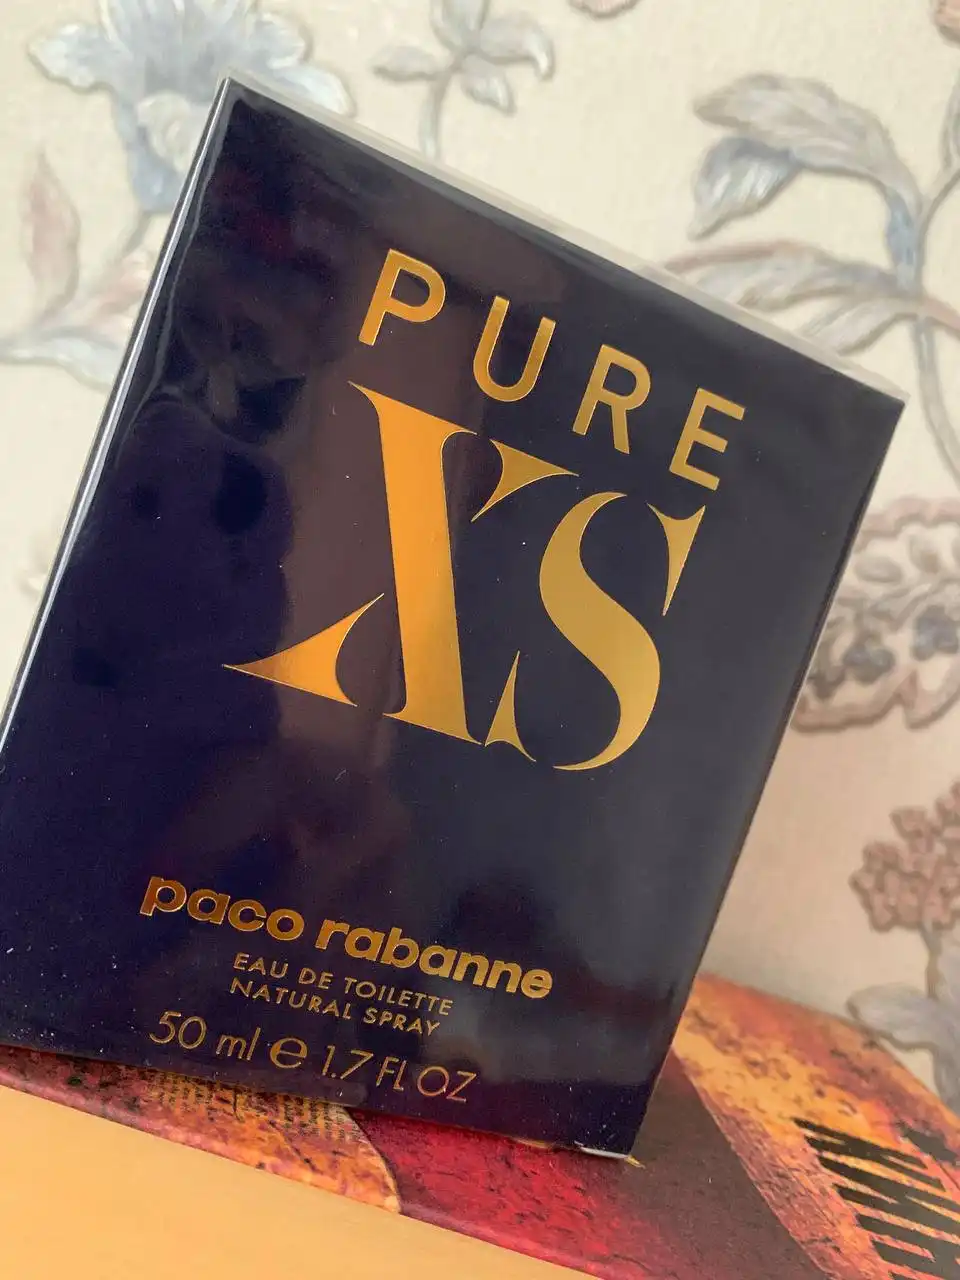 PURE
XS
paco rabanne
EAU DE TOILETTE
NATURAL SPRAY
50 ml ℮ 1.7 FL OZ